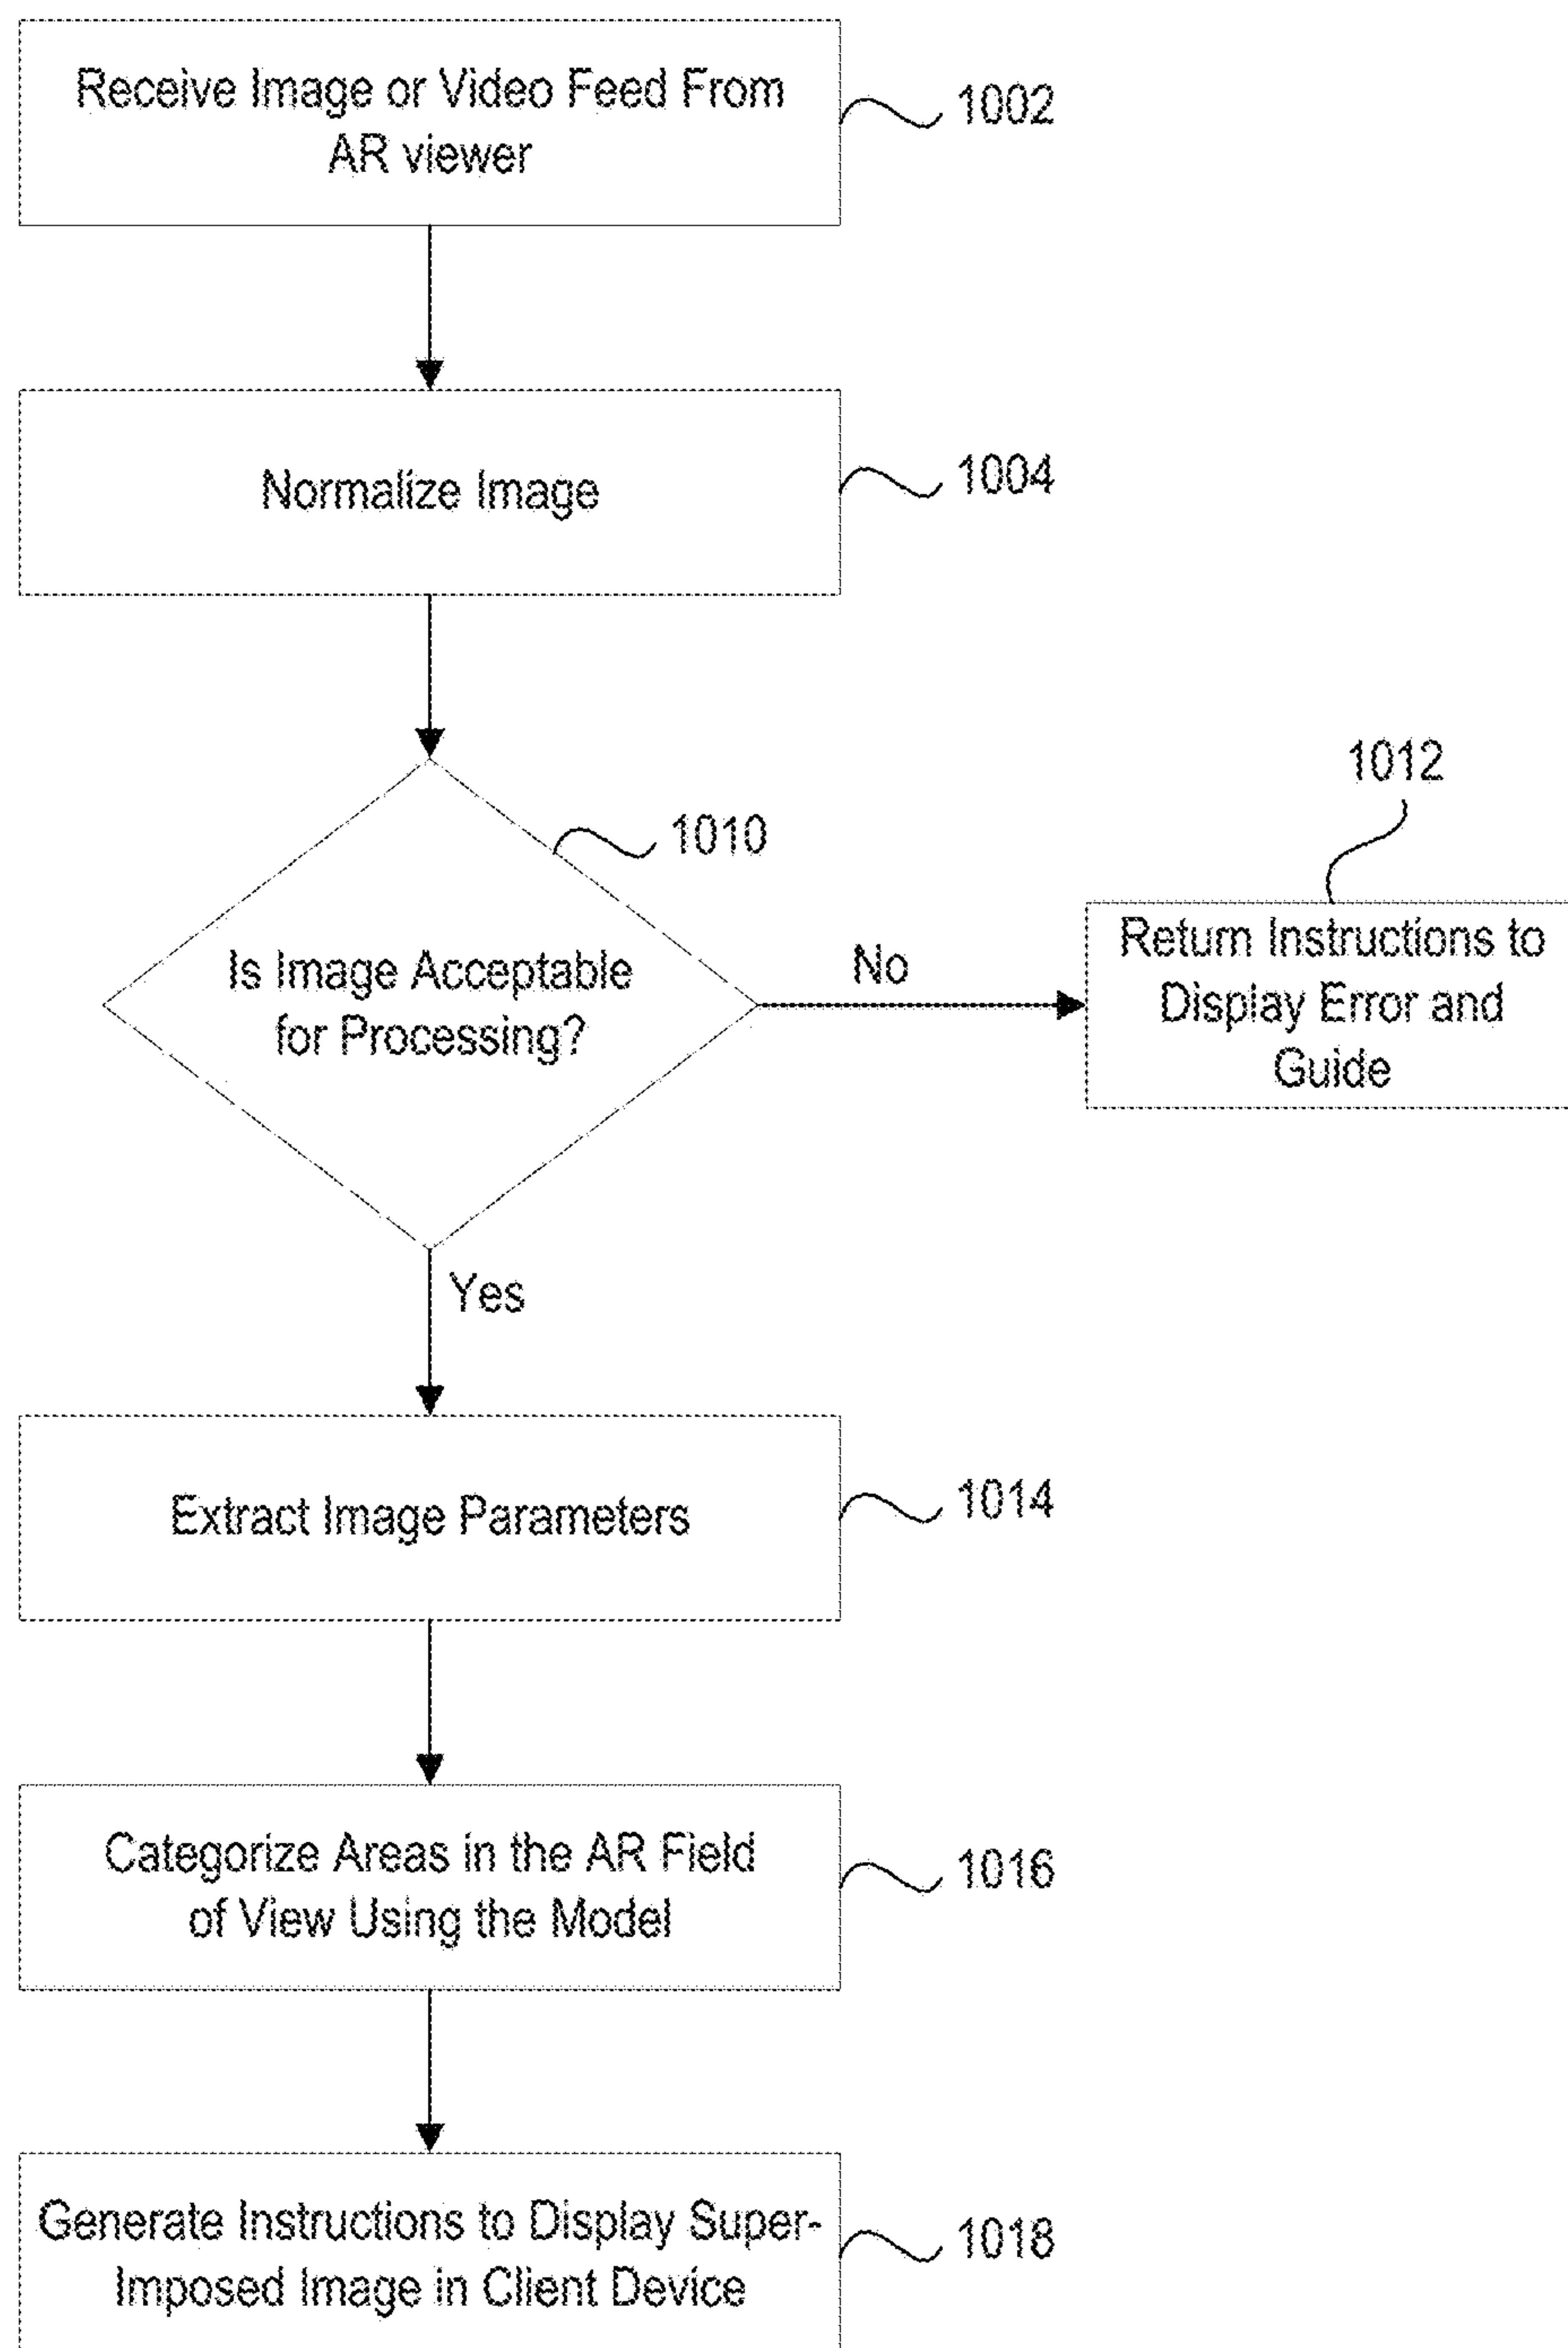 Receive Image or Video Feed From
AR viewer
1002
Normalize Image
1004
1010
Is Image Acceptable
for Processing?
No
1012
Return Instructions to
Display Error and
Guide
Yes
Extract Image Parameters
1014
Categorize Areas in the AR Field
of View Using the Model
1016
Generate Instructions to Display Super-
Imposed Image in Client Device
1018